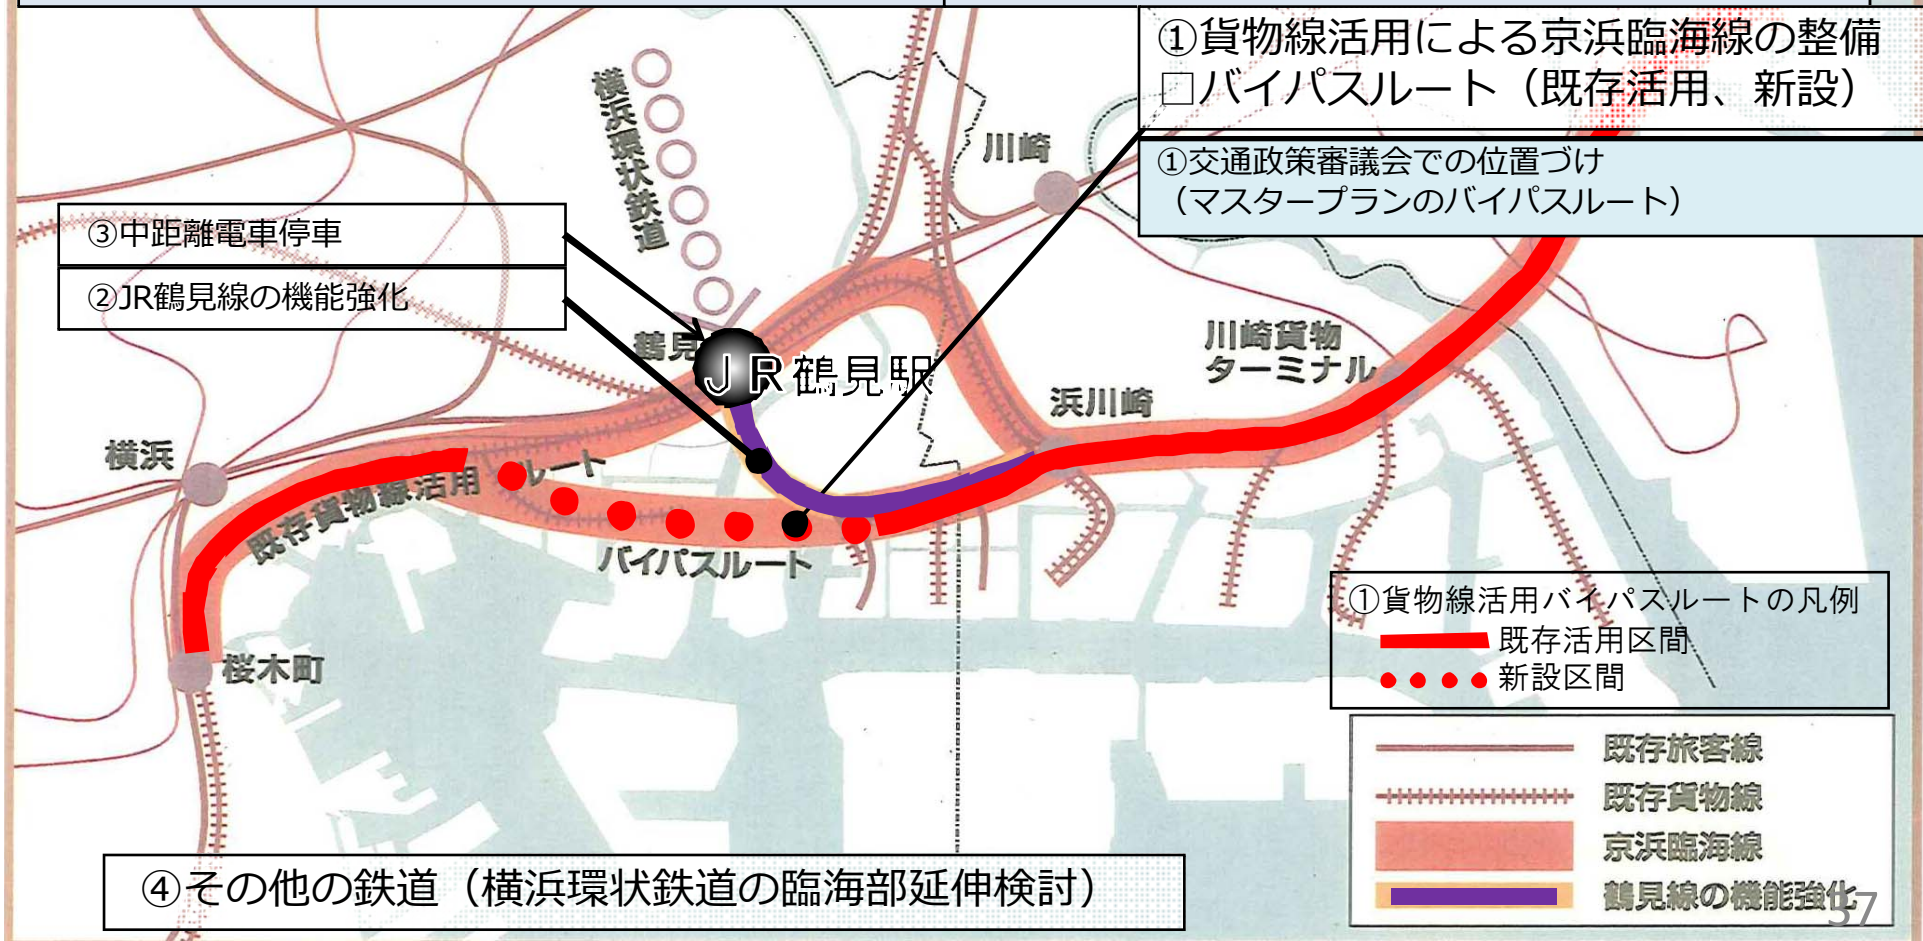 ①貨物線活用による京浜臨海線の整備
□バイパスルート（既存活用、新設）
①交通政策審議会での位置づけ
（マスタープランのバイパスルート）
横浜環状鉄道
川崎
③中距離電車停車
②JR鶴見線の機能強化
鶴見
ＪＲ鶴見駅
川崎貨物
ターミナル
浜川崎
横浜
既存貨物線活用ルート
バイパスルート
桜木町
①貨物線活用バイパスルートの凡例
既存活用区間
新設区間
既存旅客線
既存貨物線
京浜臨海線
鶴見線の機能強化
④その他の鉄道（横浜環状鉄道の臨海部延伸検討）
37